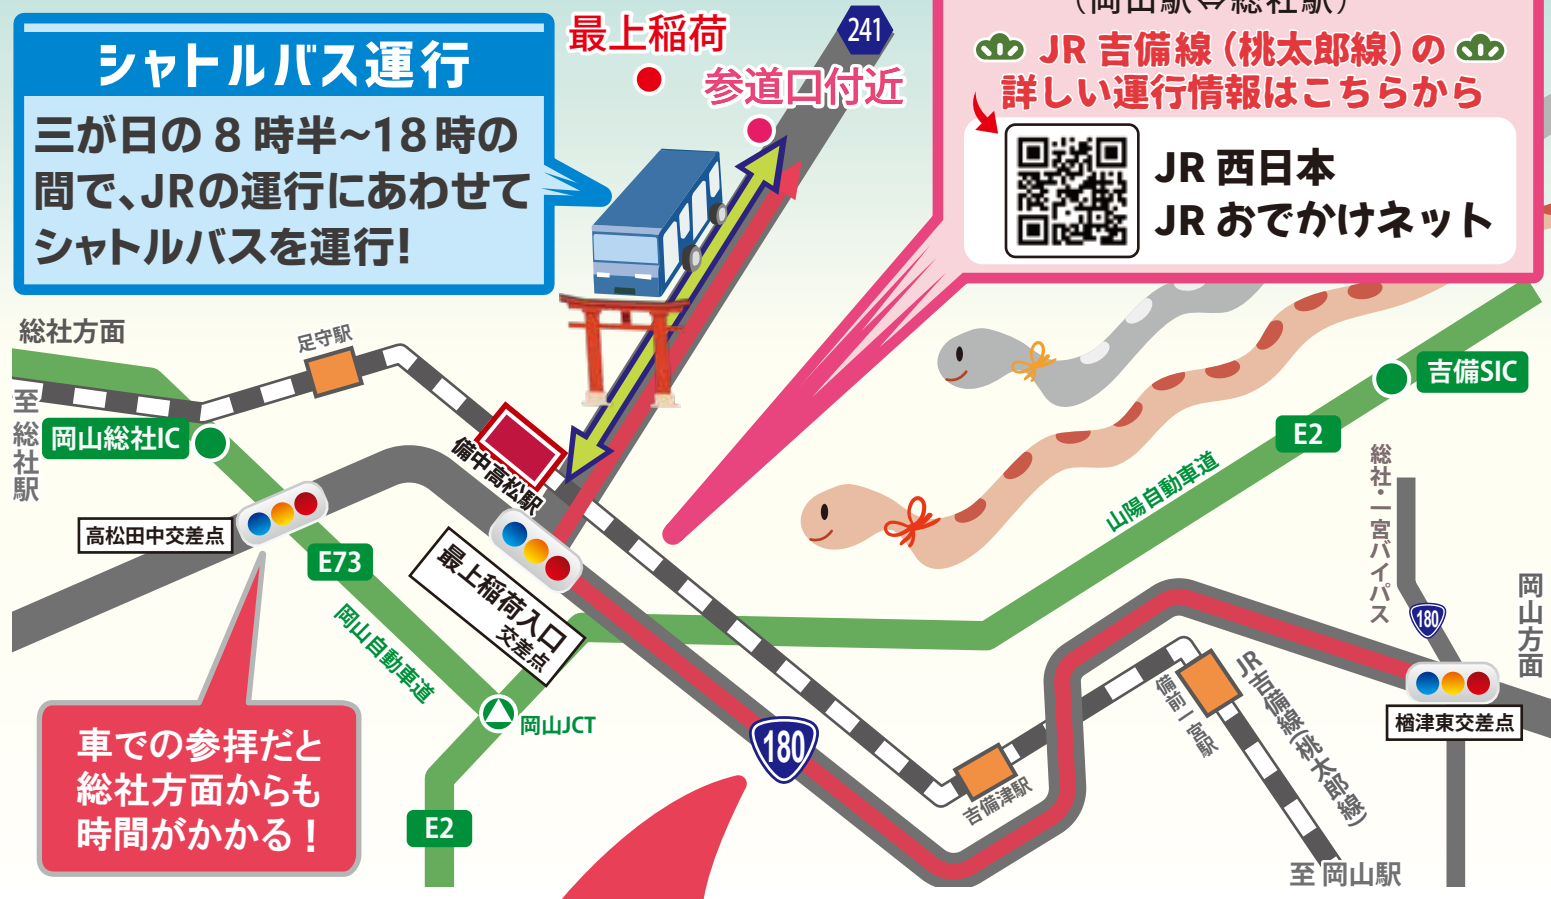 シャトルバス運行
三が日の8時半~18時の
間で、JRの運行にあわせて
シャトルバスを運行!
最上稲荷
参道口付近
241
(岡山駅⇔総社駅)
JR吉備線(桃太郎線)の
詳しい運行情報はこちらから
JR西日本
JRおでかけネット
総社方面
足守駅
至総社駅
岡山総社IC
備中高松駅
高松田中交差点
E73
最上稲荷入口
交差点
岡山自動車道
岡山JCT
E2
車での参拝だと
総社方面からも
時間がかかる!
180
吉備津駅
備前一宮駅
JR吉備線(桃太郎線)
至 岡山駅
山陽自動車道
E2
吉備SIC
総社・一宮バイパス
180
岡山方面
楢津東交差点